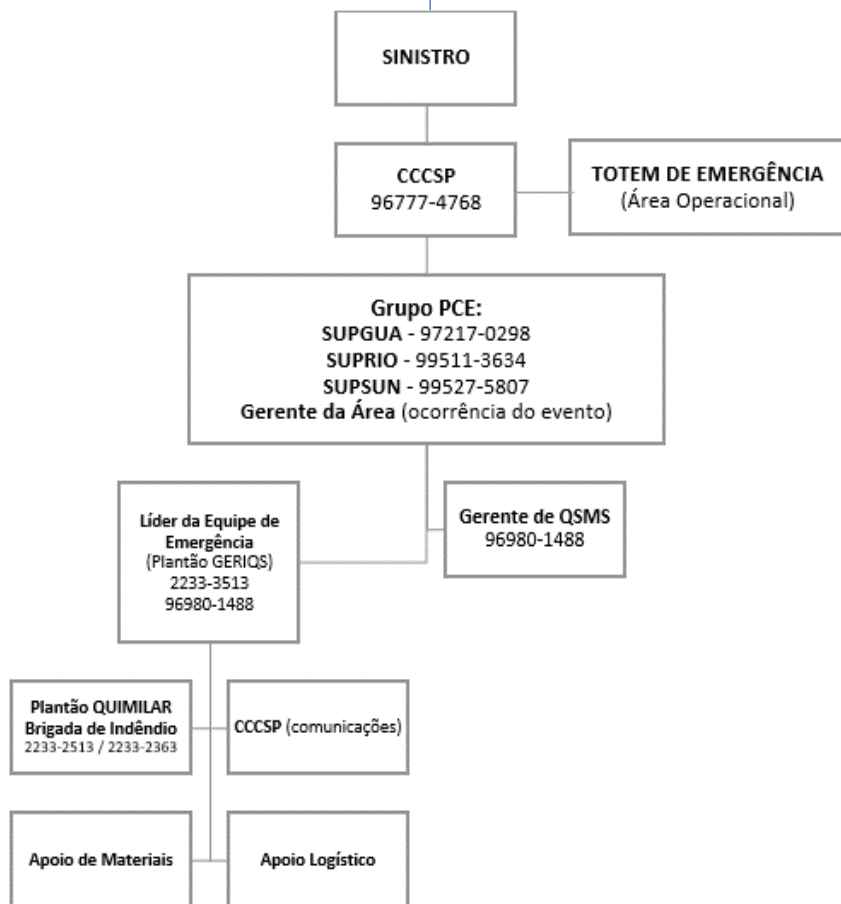 SINISTRO
CCCSP
96777-4768
TOTEM DE EMERGÊNCIA
(Área Operacional)
Grupo PCE:
SUPGUA - 97217-0298
SUPRIO - 99511-3634
SUPSUN - 99527-5807
Gerente da Área (ocorrência do evento)
Líder da Equipe de
Emergência
(Plantão GERIQS)
2233-3513
96980-1488
Gerente de QSMS
96980-1488
Plantão QUIMILAR
Brigada de Indêndio
2233-2513 / 2233-2363
CCCSP (comunicações)
Apoio de Materiais
Apoio Logístico